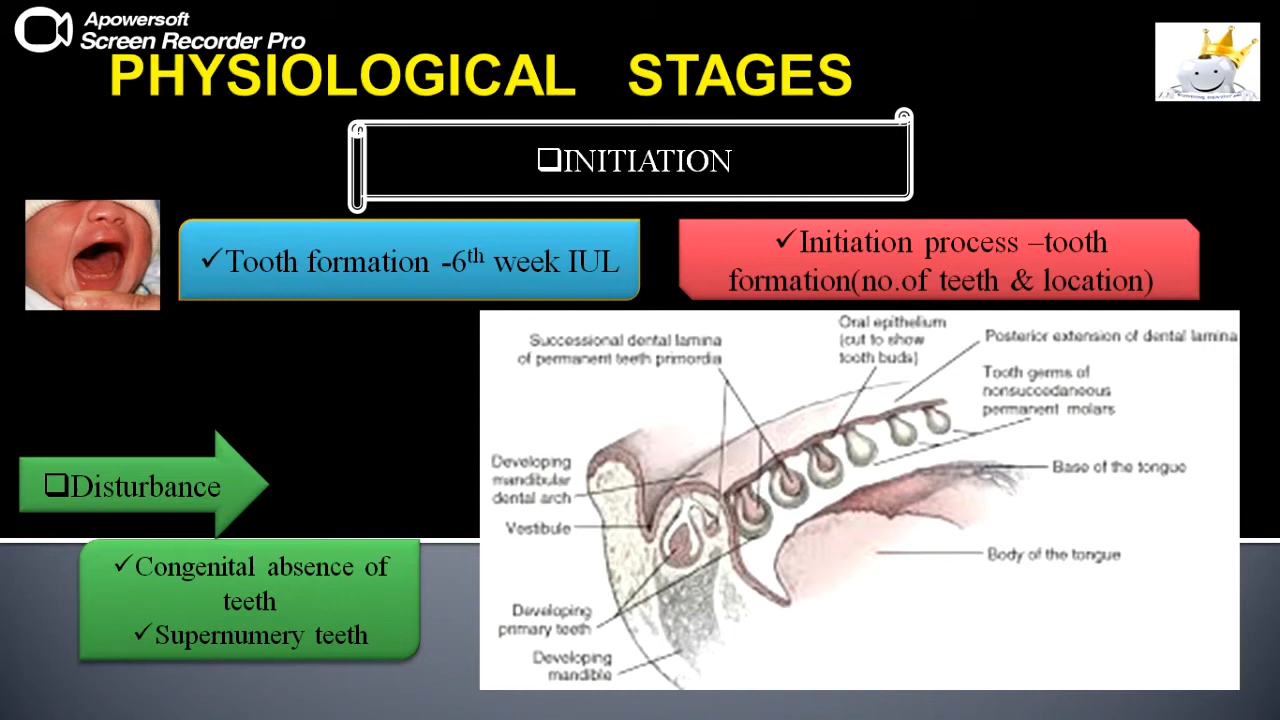 Apowersoft
Screen Recorder Pro
PHYSIOLOGICAL STAGES
❑INITIATION
✓Tooth formation -6th week IUL
✓Initiation process –tooth
formation(no.of teeth & location)
Successional dental lamina
of permanent teeth primordia
Oral epithelium
(cut to show
tooth buds)
Posterior extension of dental lamina
Tooth germs of
nonsuccedaneous
permanent molars
Developing
mandibular
dental arch
Vestibule
Base of the tongue
Body of the tongue
Developing
primary teeth
Developing
mandible
❑Disturbance
✓Congenital absence of
teeth
✓Supernumery teeth